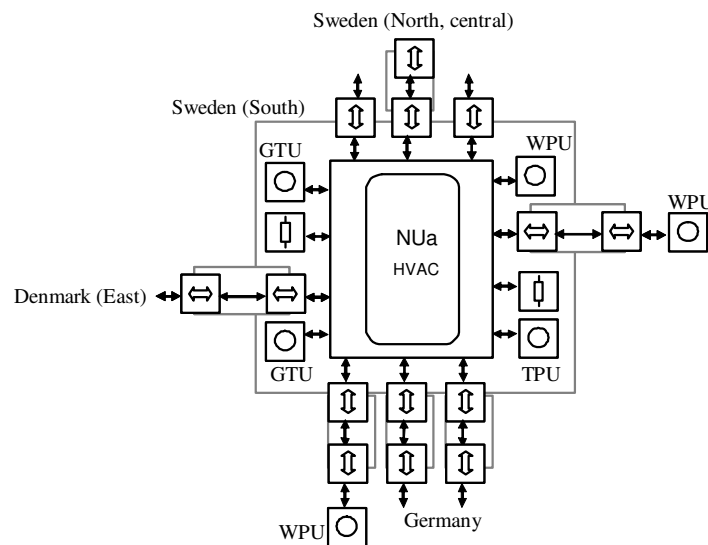 Sweden (North, central)
Sweden (South)
GTU
WPU
WPU
NUa
HVAC
Denmark (East)
GTU
TPU
WPU
Germany